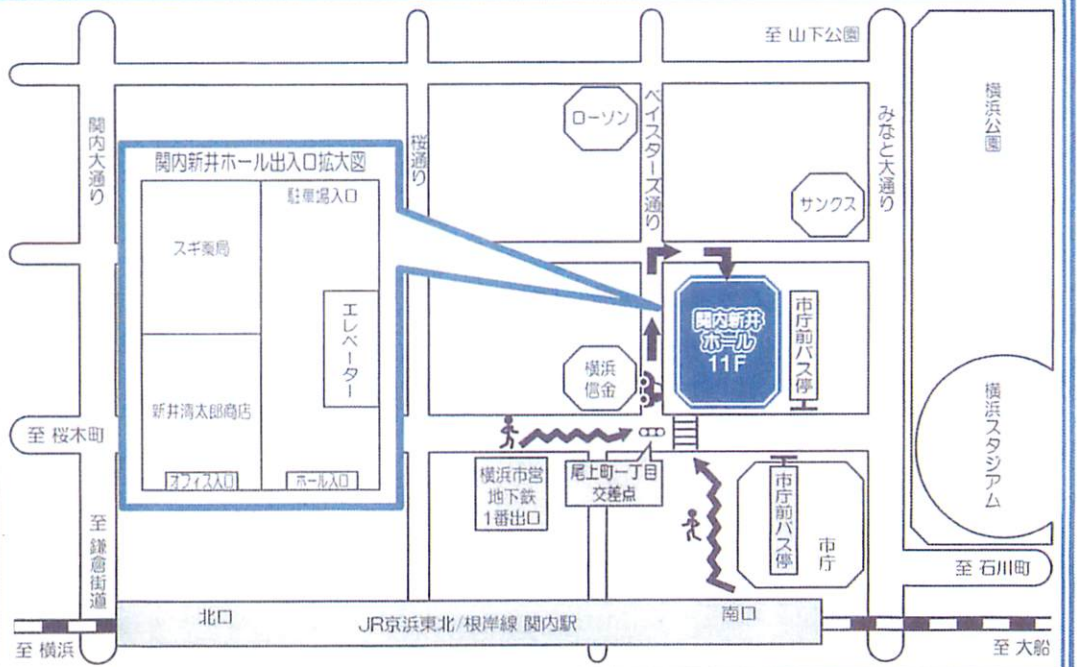 至 山下公園
関内大通り
桜通り
ベイスターズ通り
みなと大通り
横浜公園
ローソン
サンクス
関内新井ホール出入口拡大図
駐車場入口
スギ薬局
エレベーター
新井清太郎商店
オフィス入口
ホール入口
関内新井
ホール
11F
市庁前バス停
横浜
信金
横浜スタジアム
至 桜木町
横浜市営
地下鉄
1番出口
尾上町一丁目
交差点
市庁前バス停
市庁
至 石川町
至 鎌倉街道
北口
JR京浜東北/根岸線 関内駅
南口
至 横浜
至 大船